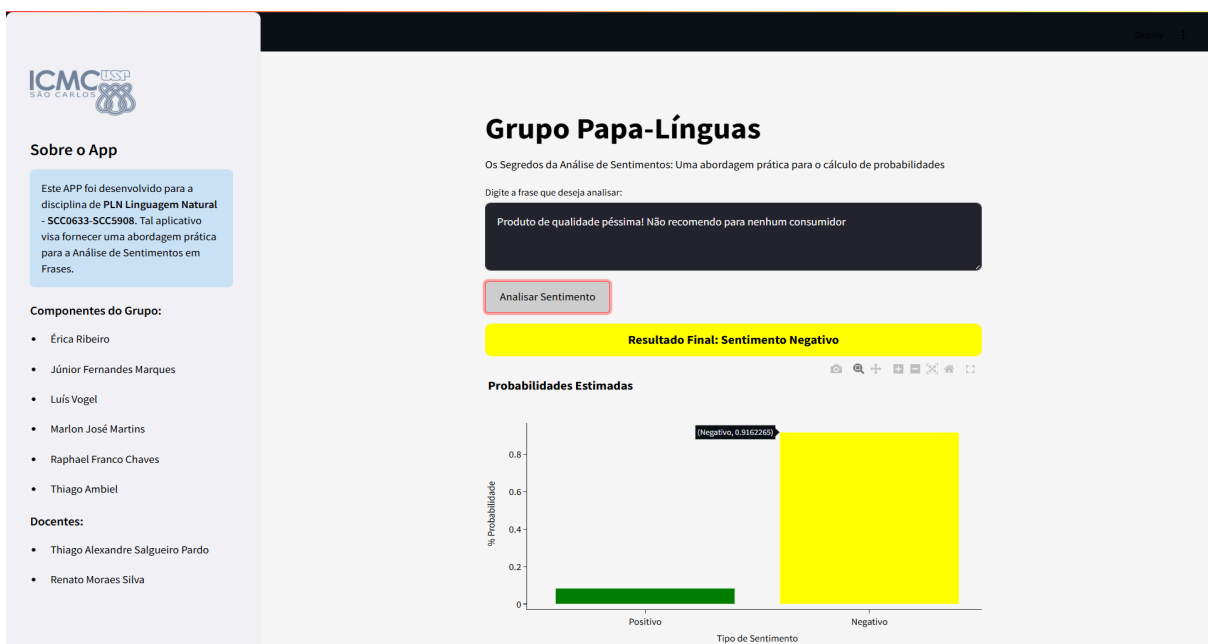 Deploy
ICMC USP
SÃO CARLOS
Sobre o App
Este APP foi desenvolvido para a
disciplina de PLN Linguagem Natural
- SCC0633-SCC5908. Tal aplicativo
visa fornecer uma abordagem prática
para a Análise de Sentimentos em
Frases.
Componentes do Grupo:
Érica Ribeiro
Júnior Fernandes Marques
Luís Vogel
Marlon José Martins
Raphael Franco Chaves
Thiago Ambiel
Docentes:
Thiago Alexandre Salgueiro Pardo
Renato Moraes Silva
Grupo Papa-Línguas
Os Segredos da Análise de Sentimentos: Uma abordagem prática para o cálculo de probabilidades
Digite a frase que deseja analisar:
Produto de qualidade péssima! Não recomendo para nenhum consumidor
Analisar Sentimento
Resultado Final: Sentimento Negativo
Probabilidades Estimadas
(Negativo, 0.9162265)
% Probabilidade
0.8
0.6
0.4
0.2
0
Positivo
Negativo
Tipo de Sentimento